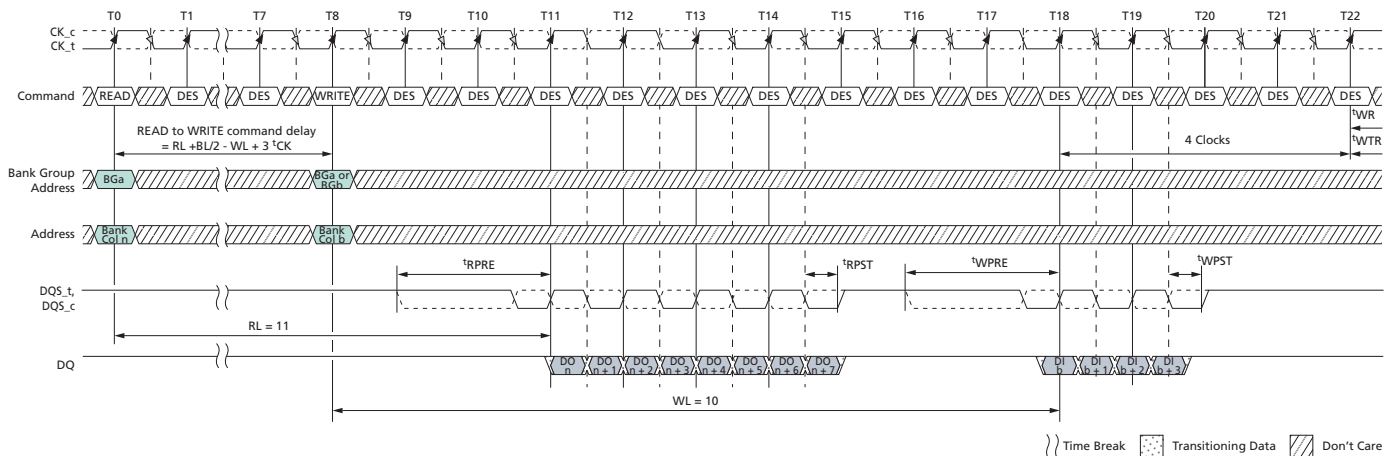 T0 T1 T7 T8 T9 T10 T11 T12 T13 T14 T15 T16 T17 T18 T19 T20 T21 T22
CK_c
CK_t
Command READ DES DES WRITE DES DES DES DES DES DES DES DES DES DES DES DES DES DES
READ to WRITE command delay
= RL +BL/2 - WL + 3 tCK
tWR
4 Clocks tWTR
Bank Group
Address
BGa
BGa or
BGb
Address
Bank
Col n
Bank
Col b
tRPRE tRPST tWPRE tWPST
DQS_t,
DQS_c
RL = 11
DQ
DO
n
DO
n + 1
DO
n + 2
DO
n + 3
DO
n + 4
DO
n + 5
DO
n + 6
DO
n + 7
DI
b
DI
b + 1
DI
b + 2
DI
b + 3
WL = 10
Time Break Transitioning Data Don't Care